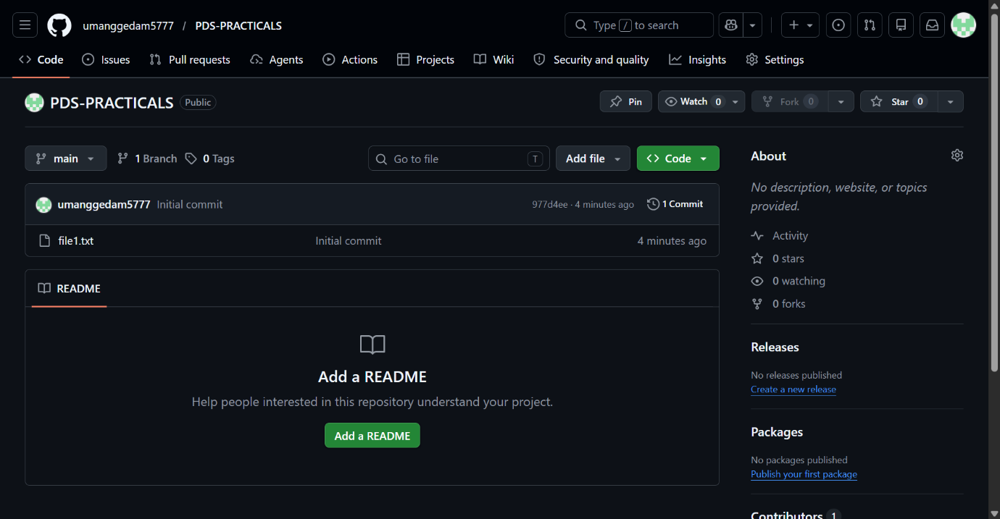 umanggedam5777 / PDS-PRACTICALS
Type / to search
Code Issues Pull requests Agents Actions Projects Wiki Security and quality Insights Settings
PDS-PRACTICALS Public
Pin Watch 0 Fork 0 Star 0
main 1 Branch 0 Tags
Go to file T Add file Code
umanggedam5777 Initial commit 977d4ee · 4 minutes ago 1 Commit
file1.txt Initial commit 4 minutes ago
README
Add a README
Help people interested in this repository understand your project.
Add a README
About
No description, website, or topics
provided.
Activity
0 stars
0 watching
0 forks
Releases
No releases published
Create a new release
Packages
No packages published
Publish your first package
Contributors 1